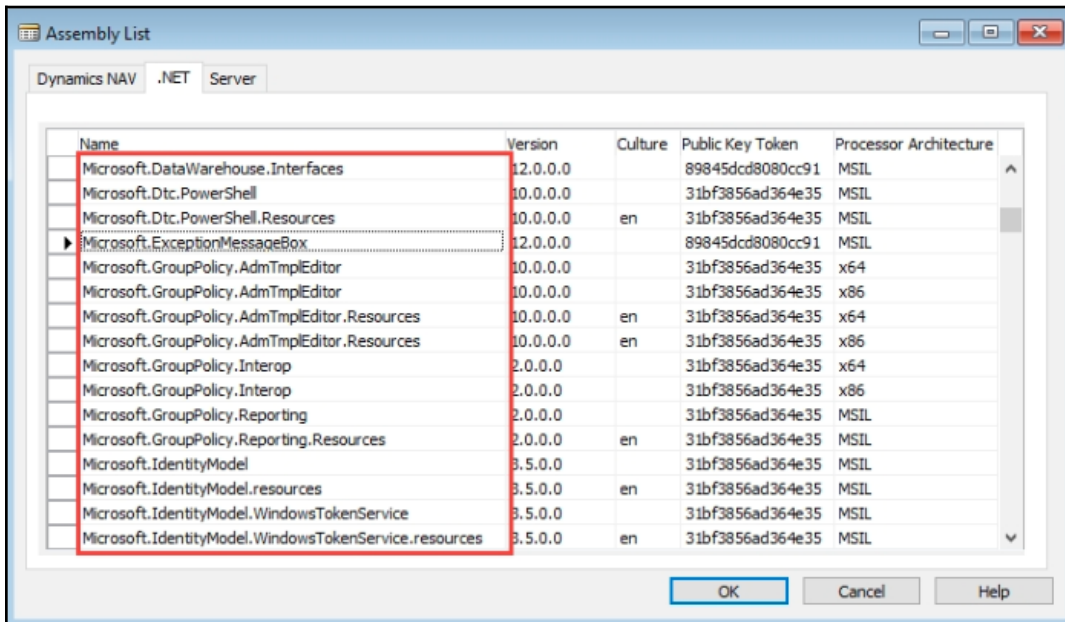 Assembly List
Dynamics NAV .NET Server
Name Version Culture Public Key Token Processor Architecture
Microsoft.DataWarehouse.Interfaces 12.0.0.0 89845dcd8080cc91 MSIL
Microsoft.Dtc.PowerShell 10.0.0.0 31bf3856ad364e35 MSIL
Microsoft.Dtc.PowerShell.Resources 10.0.0.0 en 31bf3856ad364e35 MSIL
Microsoft.ExceptionMessageBox 12.0.0.0 89845dcd8080cc91 MSIL
Microsoft.GroupPolicy.AdmTmplEditor 10.0.0.0 31bf3856ad364e35 x64
Microsoft.GroupPolicy.AdmTmplEditor 10.0.0.0 31bf3856ad364e35 x86
Microsoft.GroupPolicy.AdmTmplEditor.Resources 10.0.0.0 en 31bf3856ad364e35 x64
Microsoft.GroupPolicy.AdmTmplEditor.Resources 10.0.0.0 en 31bf3856ad364e35 x86
Microsoft.GroupPolicy.Interop 2.0.0.0 31bf3856ad364e35 x64
Microsoft.GroupPolicy.Interop 2.0.0.0 31bf3856ad364e35 x86
Microsoft.GroupPolicy.Reporting 2.0.0.0 31bf3856ad364e35 MSIL
Microsoft.GroupPolicy.Reporting.Resources 2.0.0.0 en 31bf3856ad364e35 MSIL
Microsoft.IdentityModel 3.5.0.0 31bf3856ad364e35 MSIL
Microsoft.IdentityModel.resources 3.5.0.0 en 31bf3856ad364e35 MSIL
Microsoft.IdentityModel.WindowsTokenService 3.5.0.0 31bf3856ad364e35 MSIL
Microsoft.IdentityModel.WindowsTokenService.resources 3.5.0.0 en 31bf3856ad364e35 MSIL
OK Cancel Help